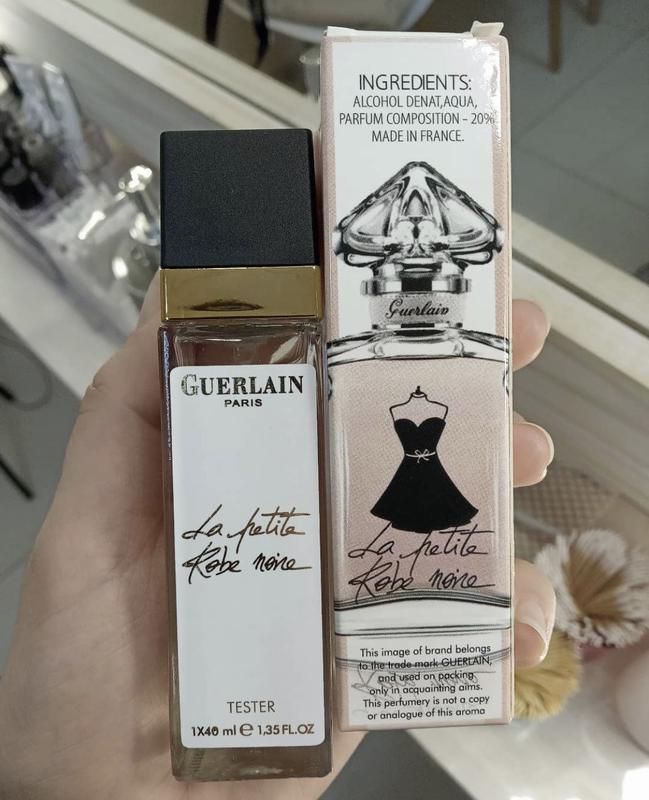 GUERLAIN
PARIS
La petite
Robe noire
TESTER
1X40 ml e 1,35 FL.OZ
INGREDIENTS:
ALCOHOL DENAT,AQUA,
PARFUM COMPOSITION – 20%
MADE IN FRANCE.
Guerlain
La petite
Robe noire
This image of brand belongs
to the trade mark GUERLAIN,
and used on packing
only in acquainting aims.
This perfumery is not a copy
or analogue of this aroma